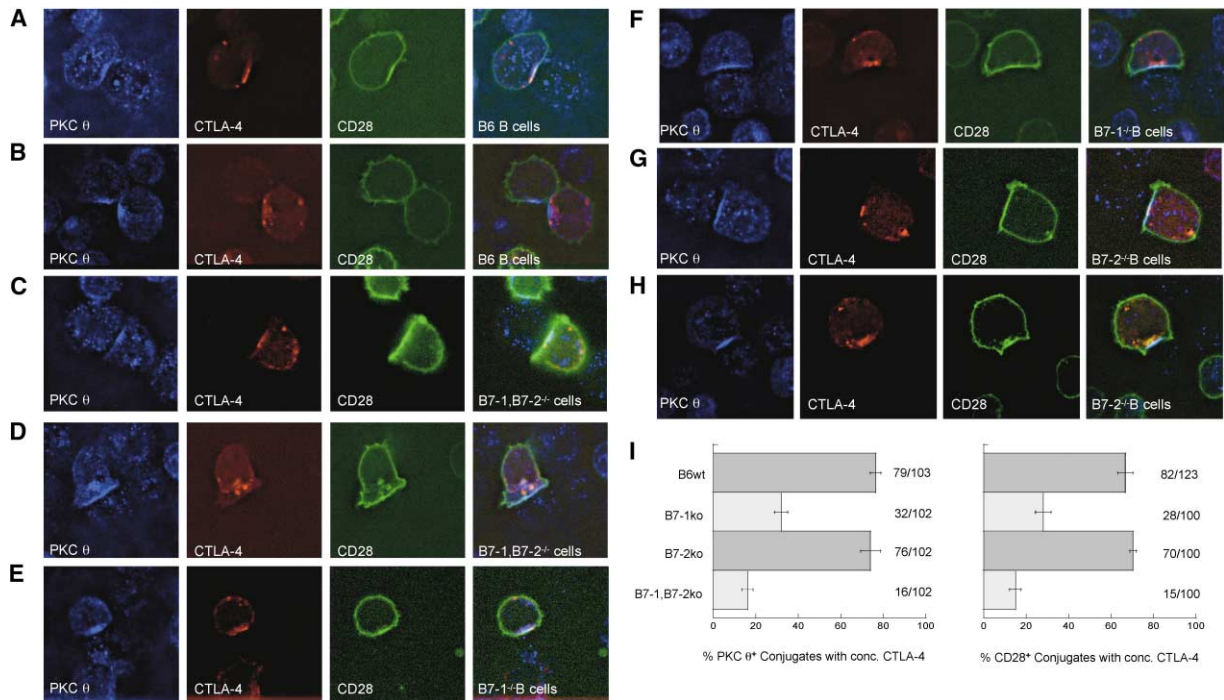 A
PKC θ
CTLA-4
CD28
B6 B cells
B
PKC θ
CTLA-4
CD28
B6 B cells
C
PKC θ
CTLA-4
CD28
B7-1,B7-2-/- cells
D
PKC θ
CTLA-4
CD28
B7-1,B7-2-/- cells
E
PKC θ
CTLA-4
CD28
B7-1-/-B cells
F
PKC θ
CTLA-4
CD28
B7-1-/-B cells
G
PKC θ
CTLA-4
CD28
B7-2-/-B cells
H
PKC θ
CTLA-4
CD28
B7-2-/-B cells
I
B6wt
79/103
82/123
B7-1ko
32/102
28/100
B7-2ko
76/102
70/100
B7-1,B7-2ko
16/102
15/100
0 20 40 60 80 100
0 20 40 60 80 100
% PKC θ+ Conjugates with conc. CTLA-4
% CD28+ Conjugates with conc. CTLA-4